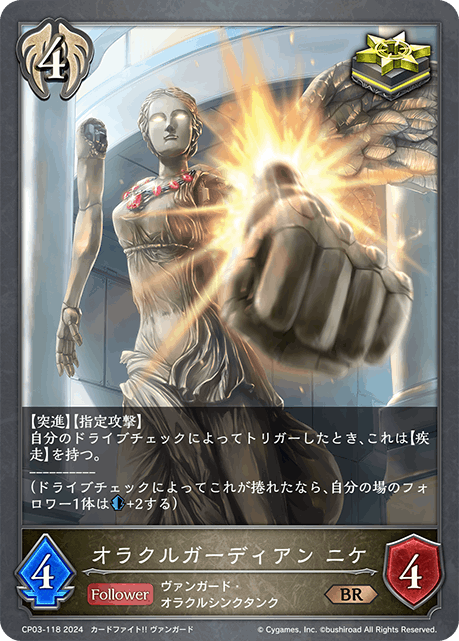 4
【突進】【指定攻撃】
自分のドライブチェックによってトリガーしたとき、これは【疾
走】を持つ。
----------
(ドライブチェックによってこれが捲れたなら、自分の場のフォ
ロワー1体は+2する)
オラクルガーディアン ニケ
4
Follower
ヴァンガード・
オラクルシンクタンク
BR
4
CP03-118 2024 カードファイト!! ヴァンガード
© Cygames, Inc. ©bushiroad All Rights Reserved.